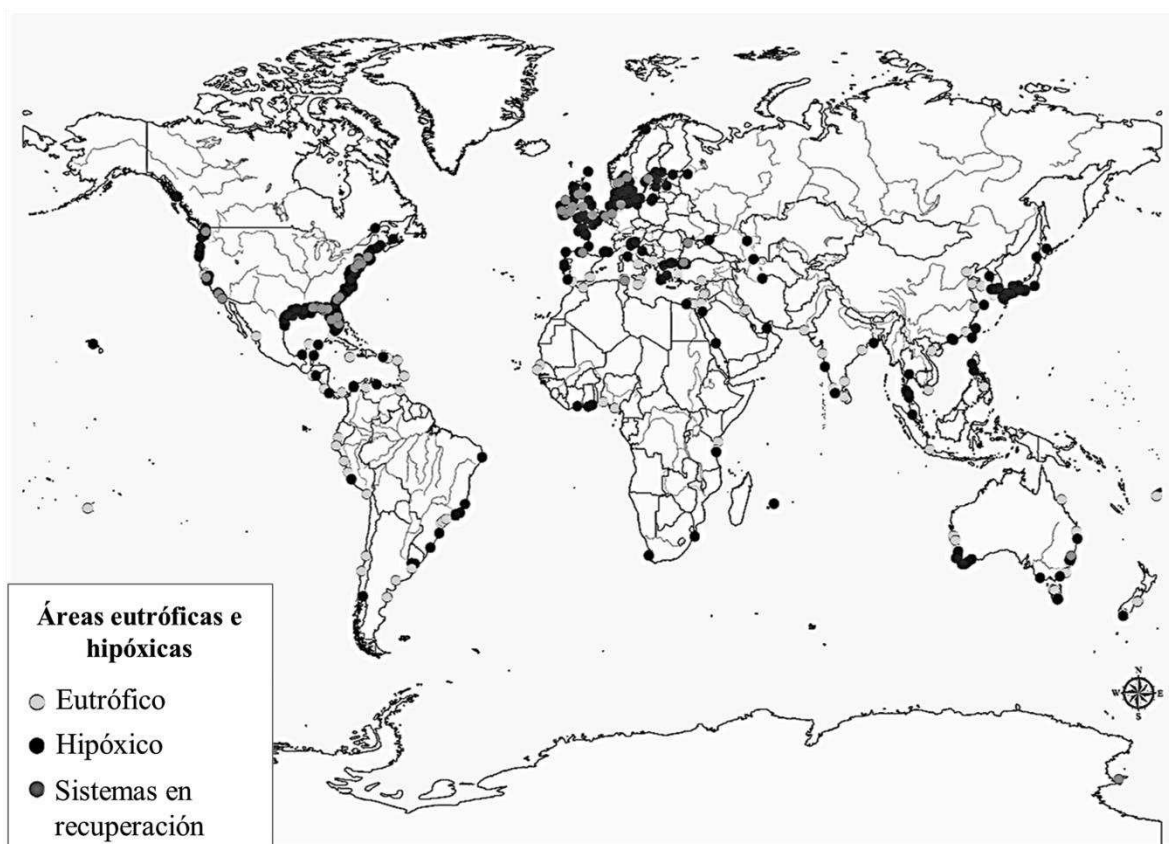 Áreas eutróficas e
hipóxicas
Eutrófico
Hipóxico
Sistemas en
recuperación
N
W E
S